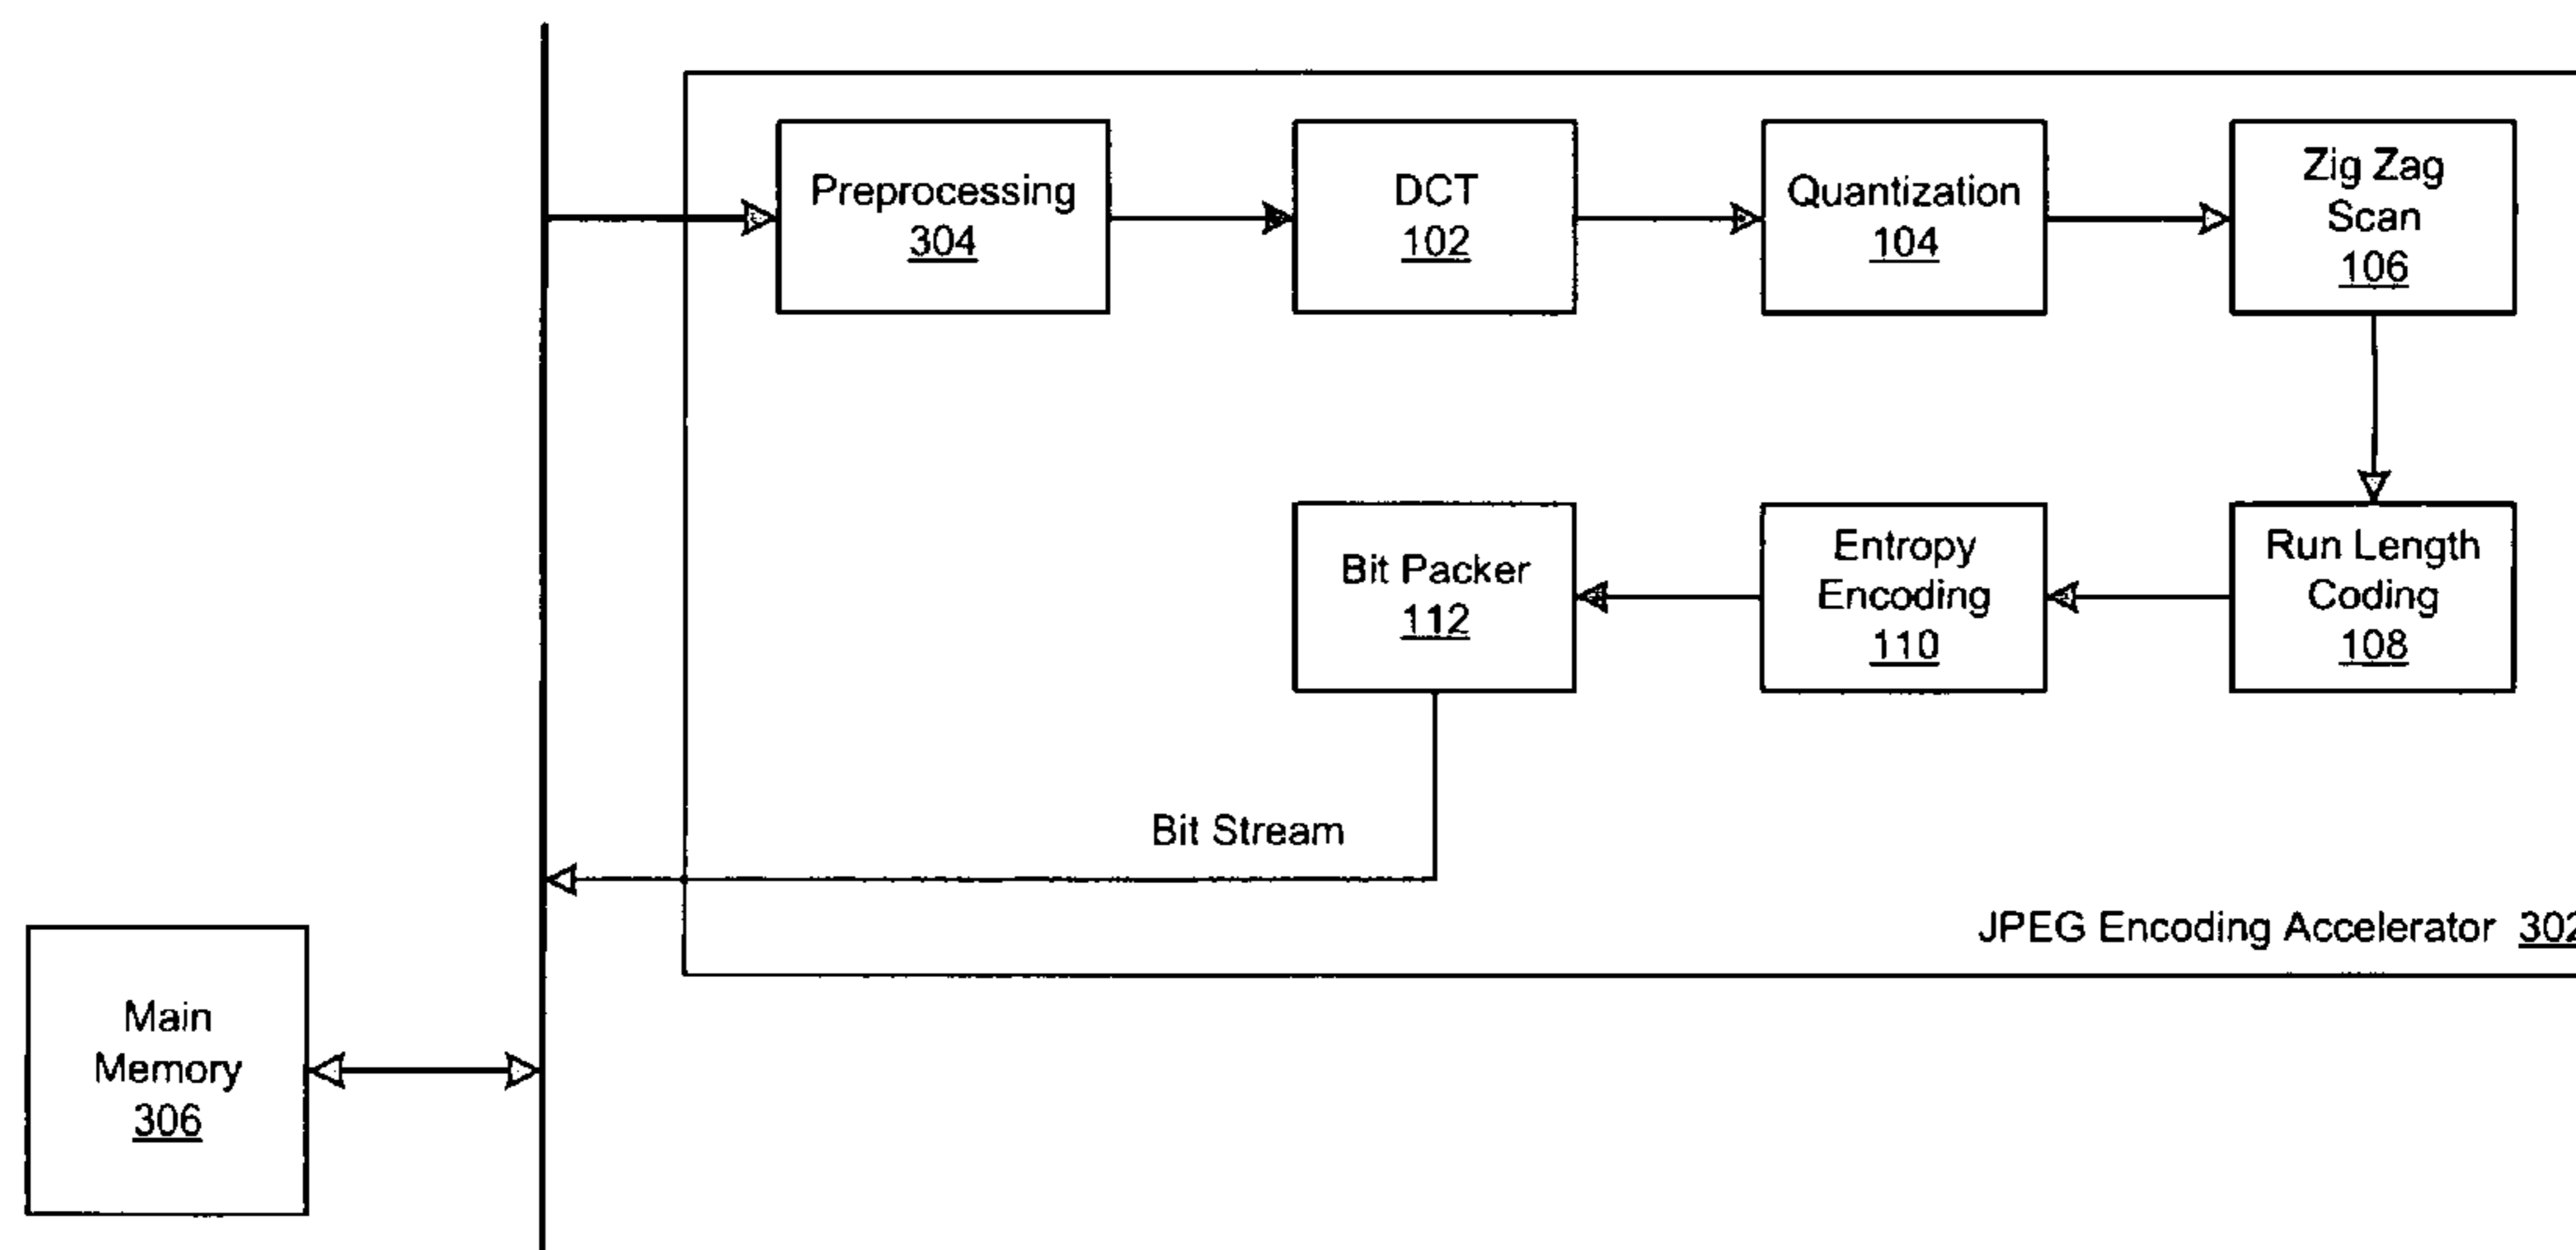 Preprocessing
304
DCT
102
Quantization
104
Zig Zag
Scan
106
Bit Packer
112
Entropy
Encoding
110
Run Length
Coding
108
Bit Stream
JPEG Encoding Accelerator 302
Main
Memory
306